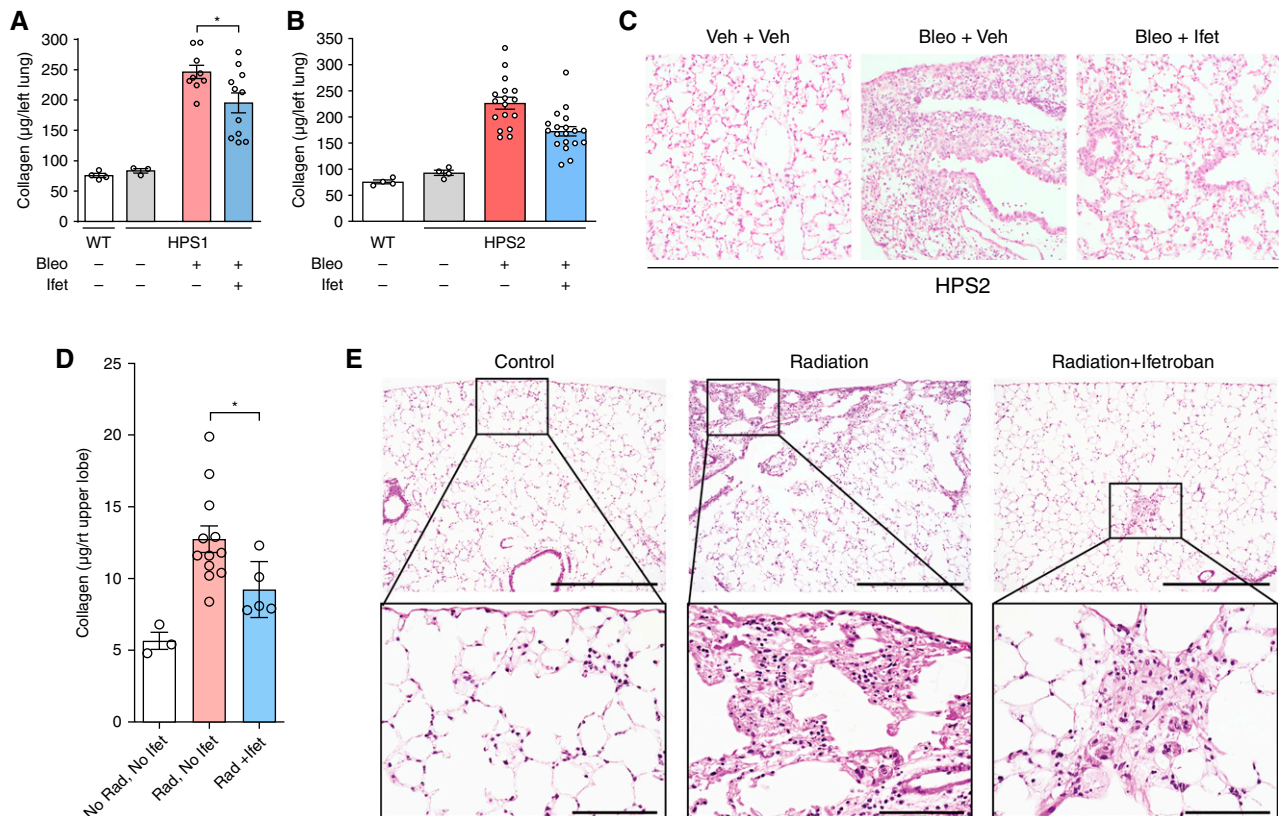 A
*
Collagen (µg/left lung)
300
250
200
150
100
50
0
WT
HPS1
Bleo – – + +
Ifet – – +
B
Collagen (µg/left lung)
350
300
250
200
150
100
50
0
WT
HPS2
Bleo – – + +
Ifet – – +
C
Veh + Veh
Bleo + Veh
Bleo + Ifet
HPS2
D
*
Collagen (µg/rt upper lobe)
25
20
15
10
5
0
No Rad, No Ifet
Rad, No Ifet
Rad +Ifet
E
Control
Radiation
Radiation+Ifetroban